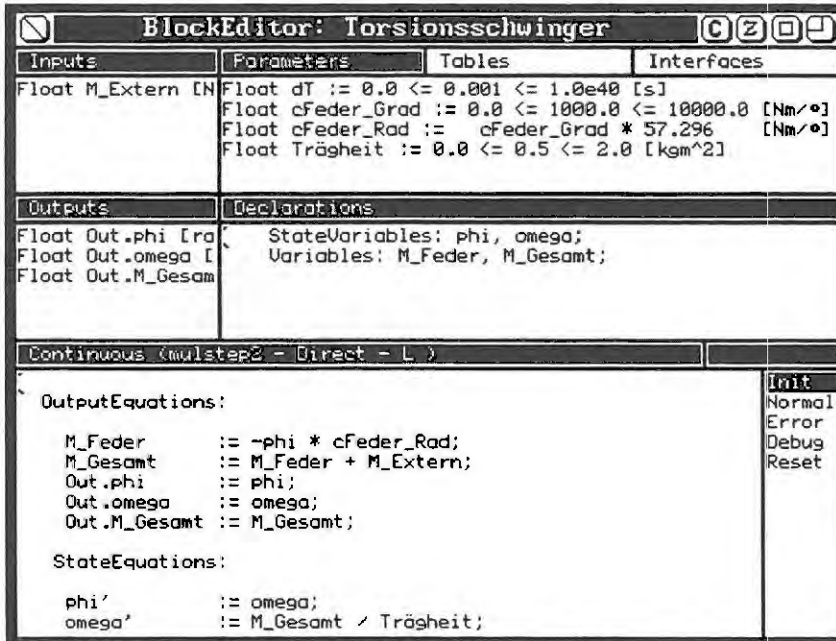 BlockEditor: Torsionsschwinger
C Z
Inputs
Parameters
Tables
Interfaces
Float M_Extern [N
Float dT := 0.0 <= 0.001 <= 1.0e40 [s]
Float cFeder_Grad := 0.0 <= 1000.0 <= 10000.0 [Nm/°]
Float cFeder_Rad := cFeder_Grad * 57.296 [Nm/°]
Float Trägheit := 0.0 <= 0.5 <= 2.0 [kgm^2]
Outputs
Declarations
Float Out.phi [ra
Float Out.omega [
Float Out.M_Gesam
StateVariables: phi, omega;
Variables: M_Feder, M_Gesamt;
Continuous (mulstep2 - Direct - L )
OutputEquations:
M_Feder := -phi * cFeder_Rad;
M_Gesamt := M_Feder + M_Extern;
Out.phi := phi;
Out.omega := omega;
Out.M_Gesamt := M_Gesamt;
StateEquations:
phi' := omega;
omega' := M_Gesamt / Trägheit;
Init
Normal
Error
Debug
Reset